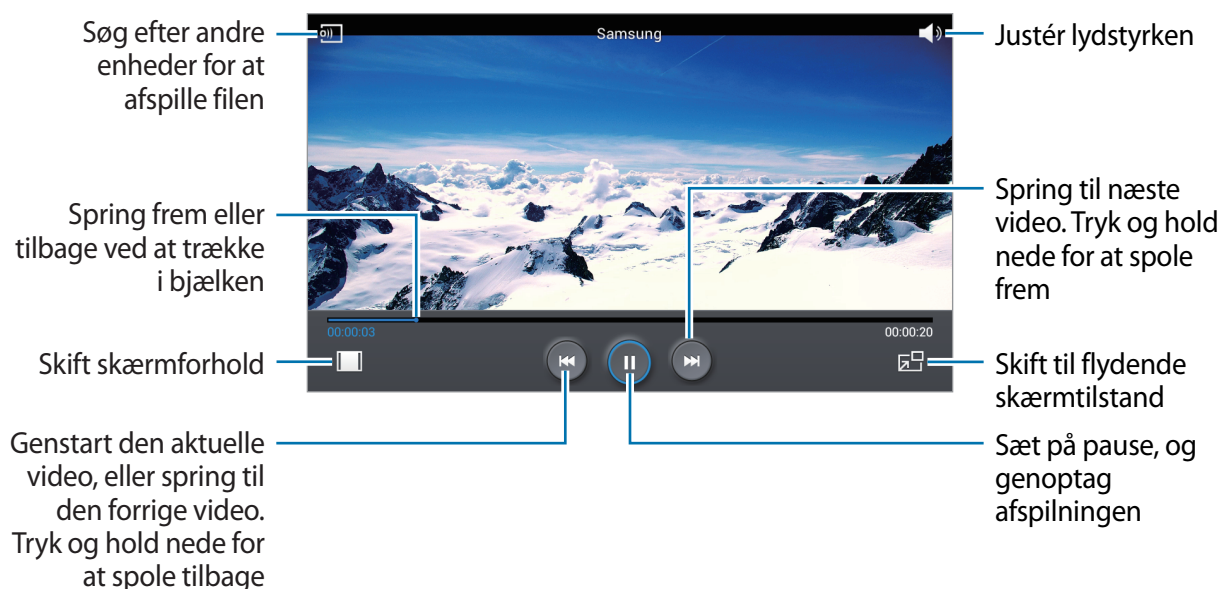 Søg efter andre
enheder for at
afspille filen
Samsung
Justér lydstyrken
Spring frem eller
tilbage ved at trække
i bjælken
Spring til næste
video. Tryk og hold
nede for at spole
frem
00:00:03
00:00:20
Skift skærmforhold
Skift til flydende
skærmtilstand
Genstart den aktuelle
video, eller spring til
den forrige video.
Tryk og hold nede for
at spole tilbage
Sæt på pause, og
genoptag
afspilningen